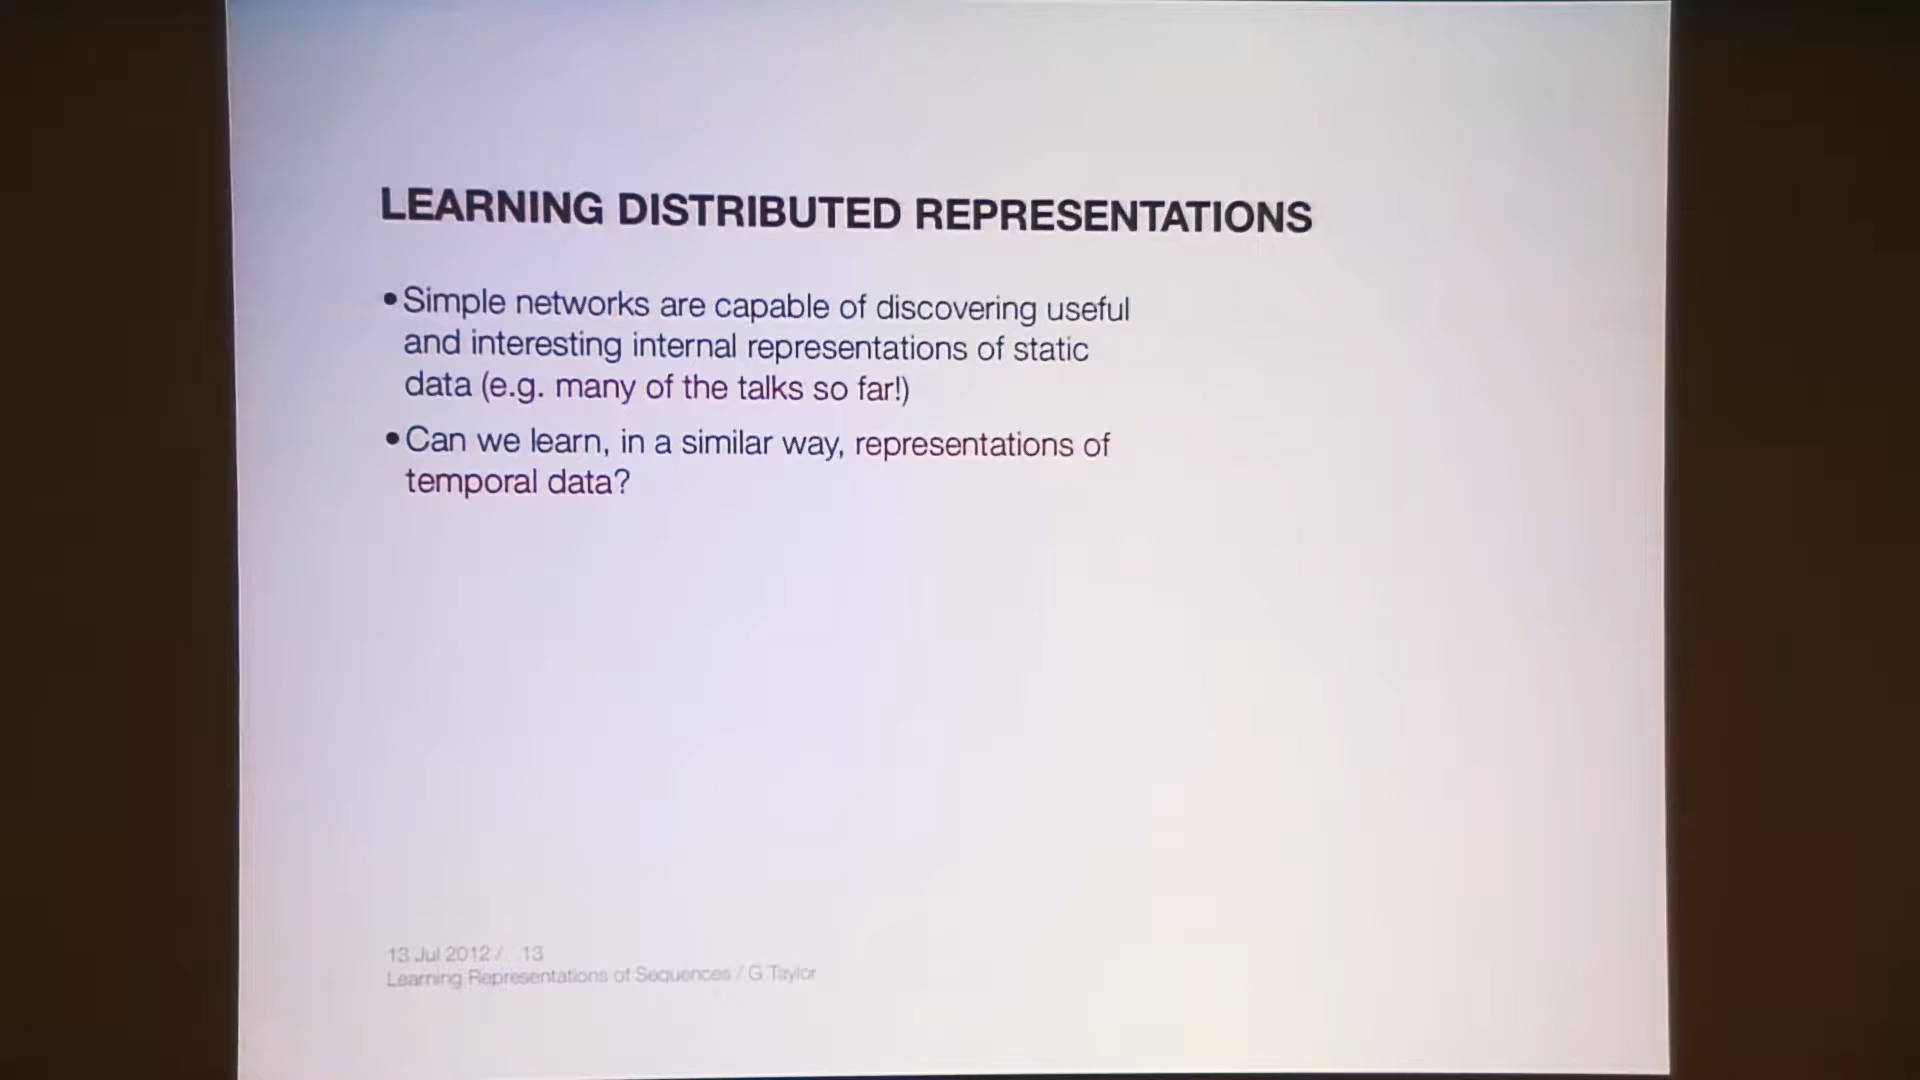 LEARNING DISTRIBUTED REPRESENTATIONS
•Simple networks are capable of discovering useful
and interesting internal representations of static
data (e.g. many of the talks so far!)
•Can we learn, in a similar way, representations of
temporal data?
13 Jul 2012 / 13
Learning Representations of Sequences / G Taylor